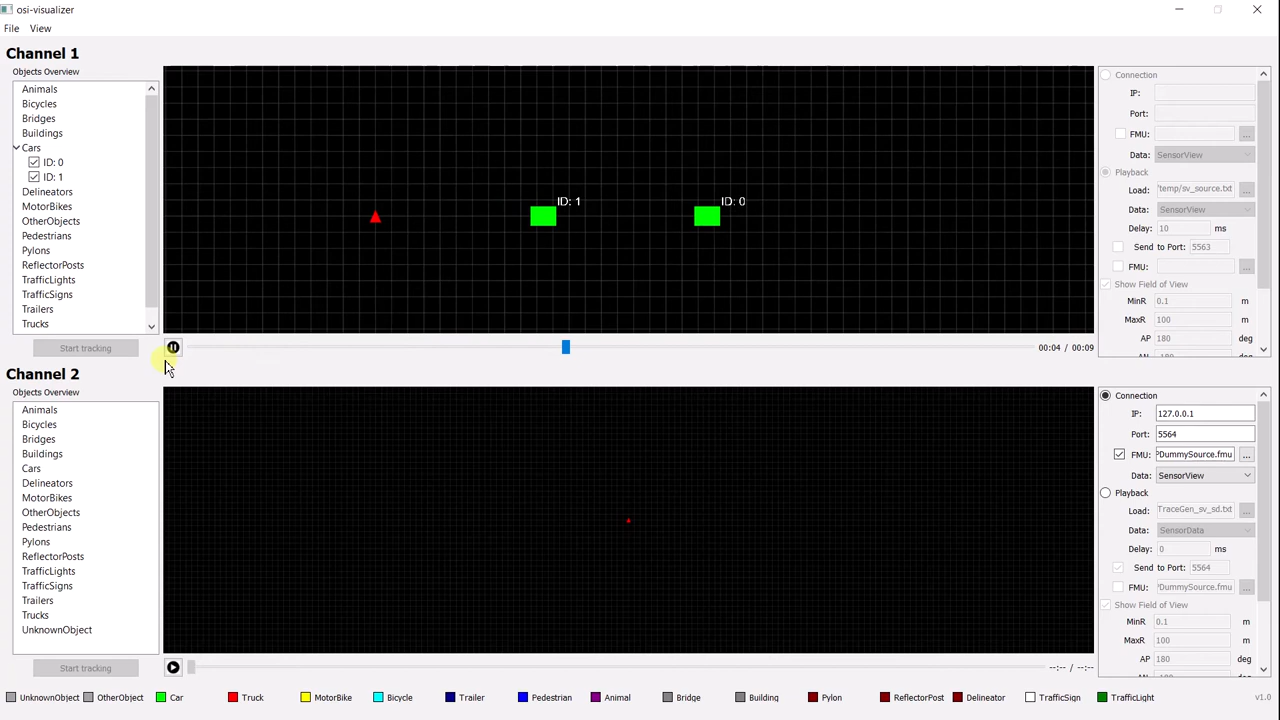 osi-visualizer
File View
Channel 1
Objects Overview
Animals
Bicycles
Bridges
Buildings
Cars
ID: 0
ID: 1
Delineators
MotorBikes
OtherObjects
Pedestrians
Pylons
ReflectorPosts
TrafficLights
TrafficSigns
Trailers
Trucks
Start tracking
ID: 1
ID: 0
00:04 / 00:09
Connection
IP:
Port:
FMU: ...
Data: SensorView
Playback
Load: '/temp/sv_source.txt ...
Data: SensorView
Delay: 10 ms
Send to Port: 5563
FMU: ...
Show Field of View
MinR 0.1 m
MaxR 100 m
AP 180 deg
180 deg
Channel 2
Objects Overview
Animals
Bicycles
Bridges
Buildings
Cars
Delineators
MotorBikes
OtherObjects
Pedestrians
Pylons
ReflectorPosts
TrafficLights
TrafficSigns
Trailers
Trucks
UnknownObject
Start tracking
--:-- / --:--
Connection
IP: 127.0.0.1
Port: 5564
FMU: PDummySource.fmu ...
Data: SensorView
Playback
Load: TraceGen_sv_sd.txt ...
Data: SensorData
Delay: 0 ms
Send to Port: 5564
FMU: PDummySource.fmu ...
Show Field of View
MinR 0.1 m
MaxR 100 m
AP 180 deg
UnknownObject OtherObject Car Truck MotorBike Bicycle Trailer Pedestrian Animal Bridge Building Pylon ReflectorPost Delineator TrafficSign TrafficLight v1.0